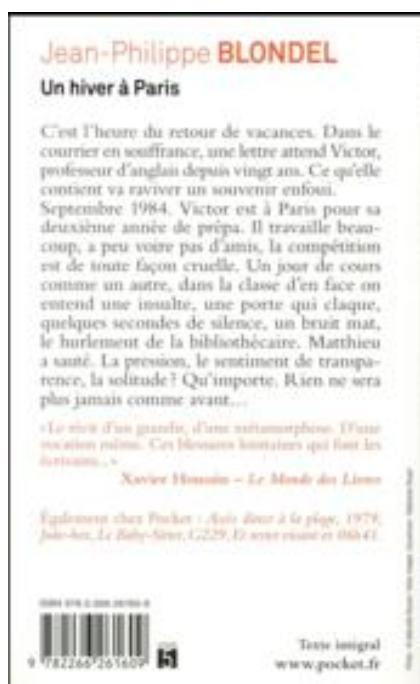 Jean-Philippe BLONDEL
Un hiver à Paris
C'est l'heure du retour de vacances. Dans le
courrier en souffrance, une lettre attend Victor,
professeur d'anglais depuis vingt ans. Ce qu'elle
contient va raviver un souvenir enfoui.
Septembre 1984. Victor est à Paris pour sa
deuxième année de prépa. Il travaille beau-
coup, a peu voire pas d'amis, la compétition
est de toute façon cruelle. Un jour de cours
comme un autre, dans la classe d'en face on
entend une insulte, une porte qui claque,
quelques secondes de silence, un bruit mat,
le hurlement de la bibliothécaire. Matthieu
a sauté. La pression, le sentiment de transpa-
rence, la solitude ? Qu'importe. Rien ne sera
plus jamais comme avant…
«Le récit d'un gradin, d'une métamorphose. D'une
vocation même. Ces blessures lointaines qui font les
écrivains...»
Xavier Houssin – Le Monde des Livres
Également chez Pocket : Accès direct à la plage, 1979,
Juke-box, Le Baby-Sitter, G229, Et rester vivant et 06h41.
9 782266 261609
Texte intégral
www.pocket.fr